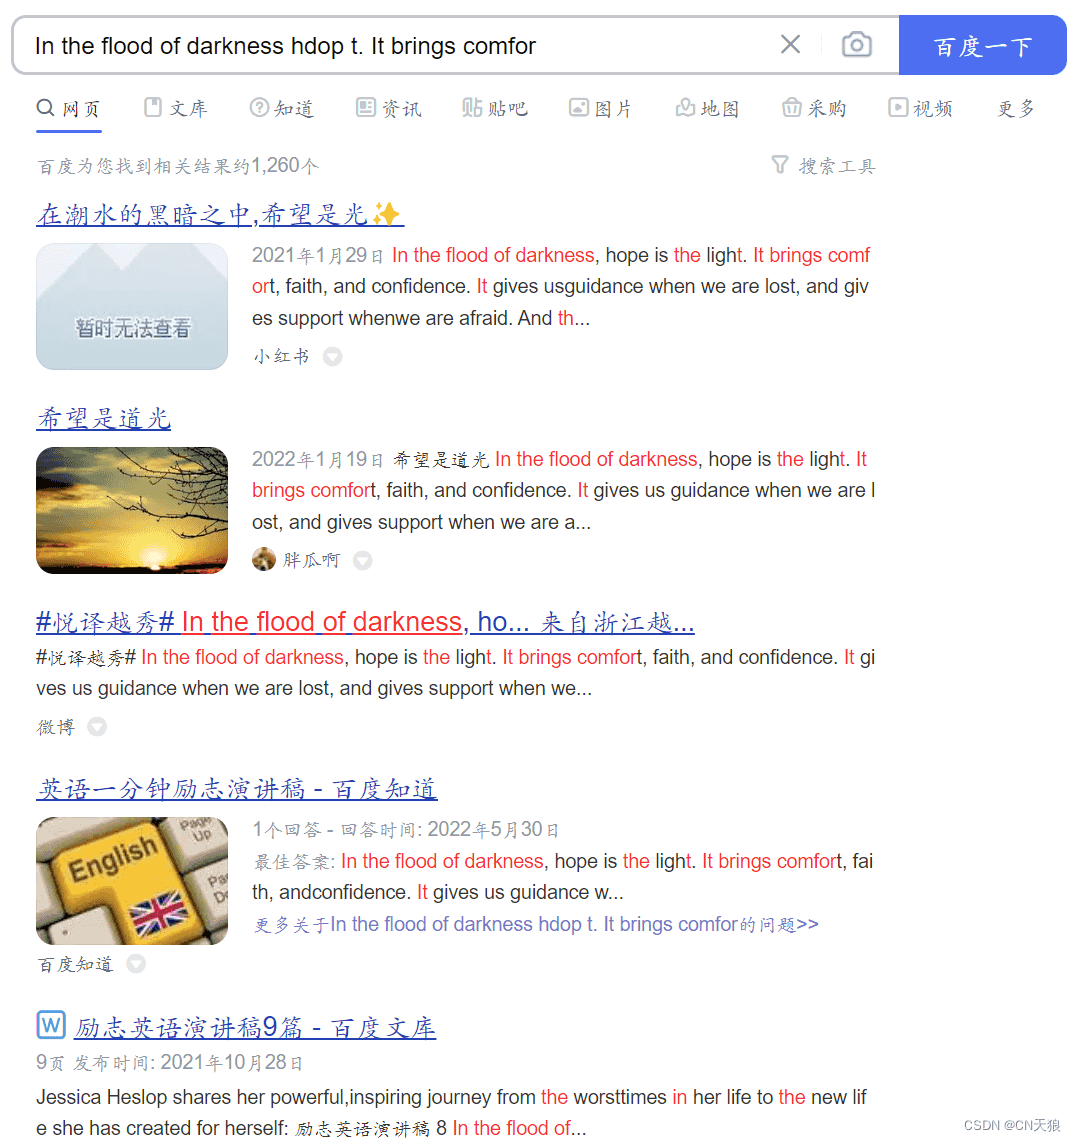 In the flood of darkness hdop t. It brings comfor
百度一下
网页 文库 知道 资讯 贴吧 图片 地图 采购 视频 更多
百度为您找到相关结果约1,260个
搜索工具
在潮水的黑暗之中,希望是光✨
暂时无法查看
2021年1月29日 In the flood of darkness, hope is the light. It brings comf
ort, faith, and confidence. It gives usguidance when we are lost, and giv
es support whenwe are afraid. And th...
小红书
希望是道光
2022年1月19日 希望是道光 In the flood of darkness, hope is the light. It
brings comfort, faith, and confidence. It gives us guidance when we are l
ost, and gives support when we are a...
胖瓜啊
#悦译越秀# In the flood of darkness, ho... 来自浙江越...
#悦译越秀# In the flood of darkness, hope is the light. It brings comfort, faith, and confidence. It gi
ves us guidance when we are lost, and gives support when we...
微博
英语一分钟励志演讲稿 - 百度知道
English
Page
Up
Pa
D
1个回答 - 回答时间: 2022年5月30日
最佳答案: In the flood of darkness, hope is the light. It brings comfort, fai
th, andconfidence. It gives us guidance w...
更多关于In the flood of darkness hdop t. It brings comfor的问题>>
百度知道
W 励志英语演讲稿9篇 - 百度文库
9页 发布时间: 2021年10月28日
Jessica Heslop shares her powerful,inspiring journey from the worsttimes in her life to the new lif
e she has created for herself: 励志英语演讲稿 8 In the flood of...
CSDN @CN天狼